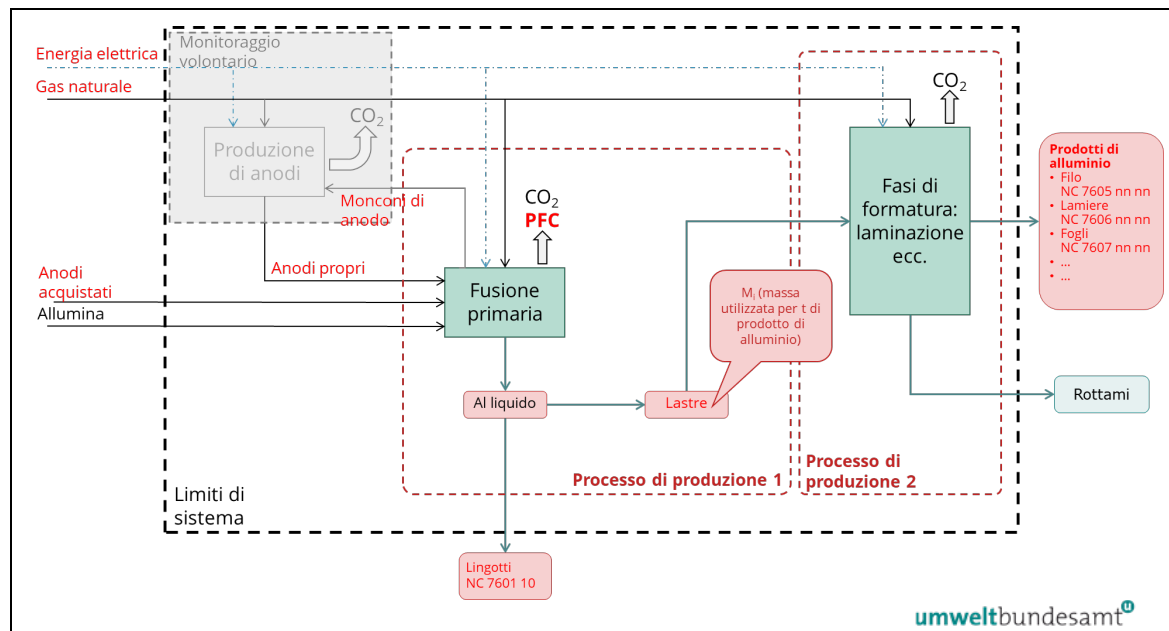 Monitoraggio
volontario
Energia elettrica
Gas naturale
CO2
Produzione
di anodi
CO2
Monconi di
anodo
CO2
PFC
Fasi di
formatura:
laminazione
ecc.
Prodotti di
alluminio
• Filo
NC 7605 nn nn
• Lamiere
NC 7606 nn nn
• Fogli
NC 7607 nn nn
• ...
• ...
Anodi propri
Anodi
acquistati
Allumina
Fusione
primaria
Mi (massa
utilizzata per t di
prodotto di
alluminio)
Al liquido
Lastre
Rottami
Processo di produzione 1
Processo di
produzione 2
Limiti di
sistema
Lingotti
NC 7601 10
umweltbundesamt u